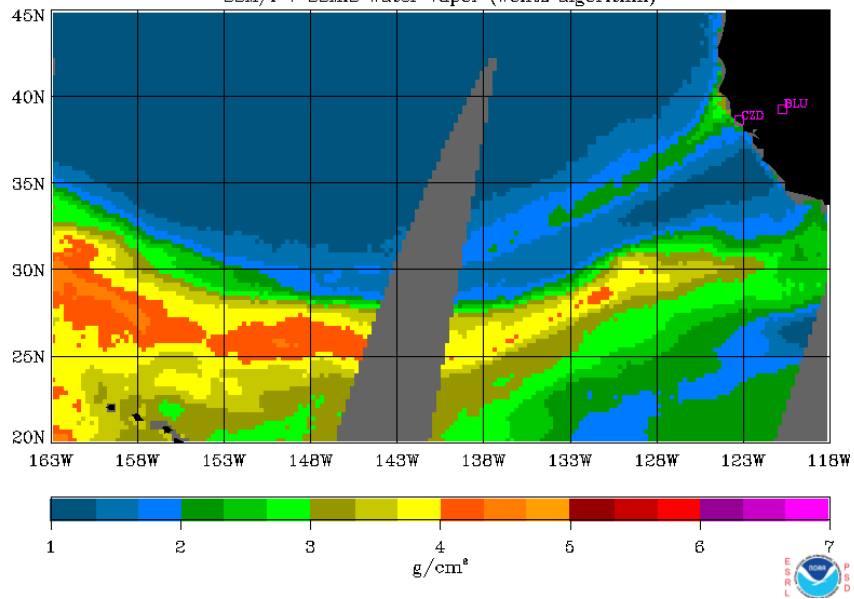 45N
40N
35N
30N
25N
20N
CZD
BLU
163W 158W 153W 148W 143W 138W 133W 128W 123W 118W
1 2 3 4 5 6 7
g/cm²
ESRL NOAA PSD